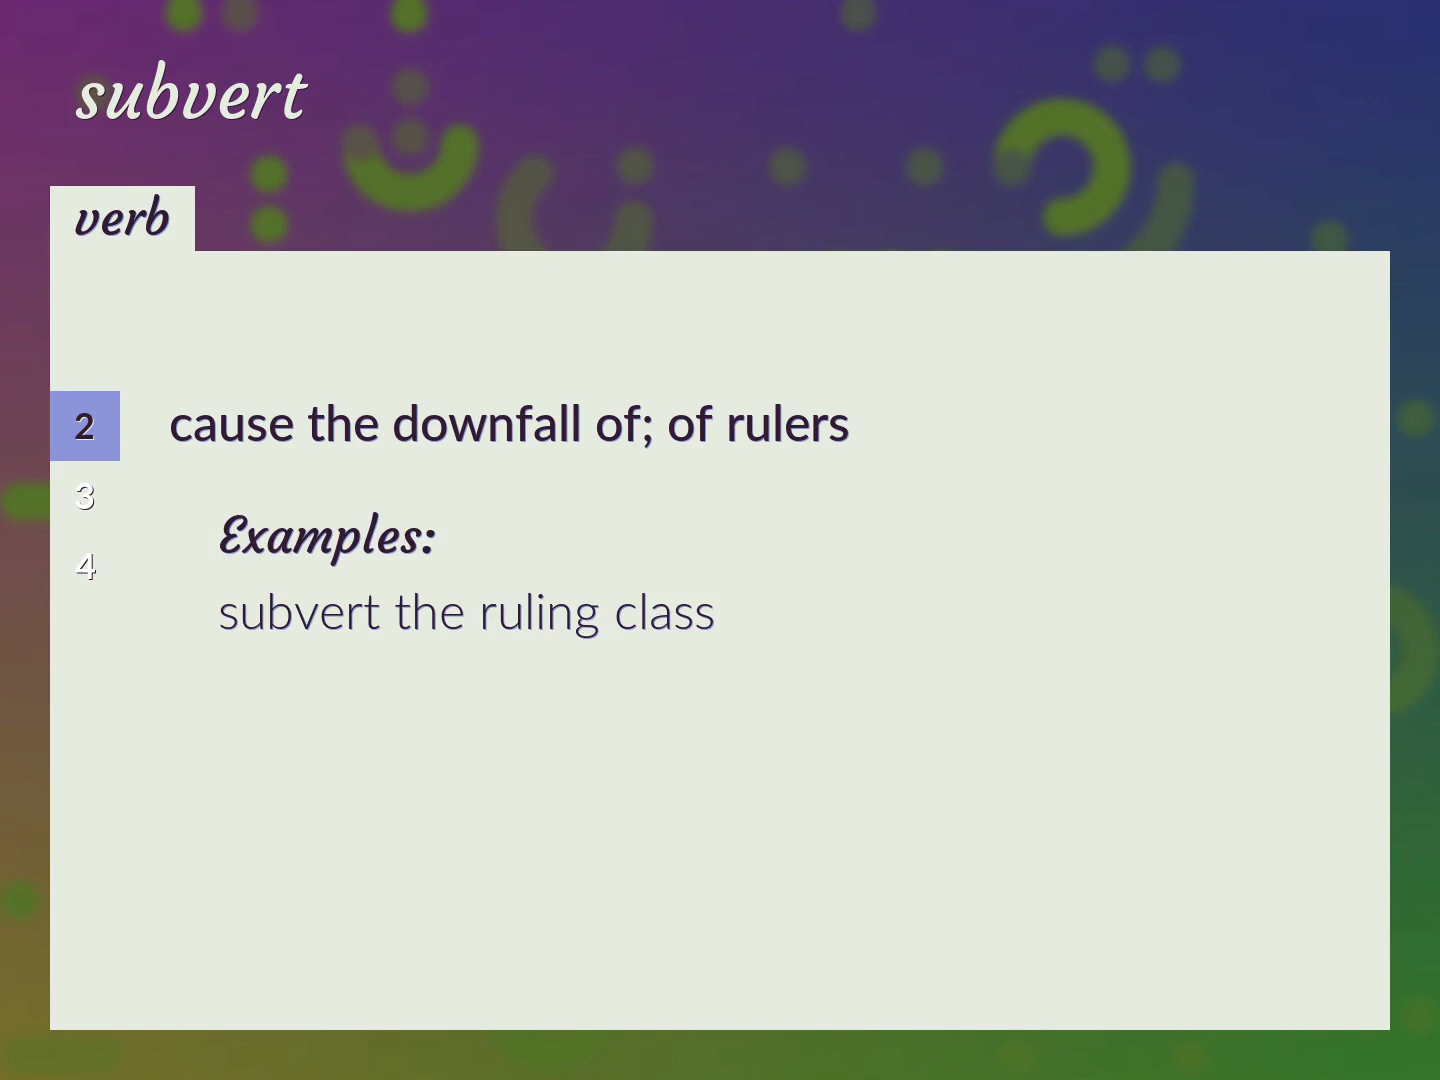 subvert
verb
2
cause the downfall of; of rulers
3
Examples:
4
subvert the ruling class